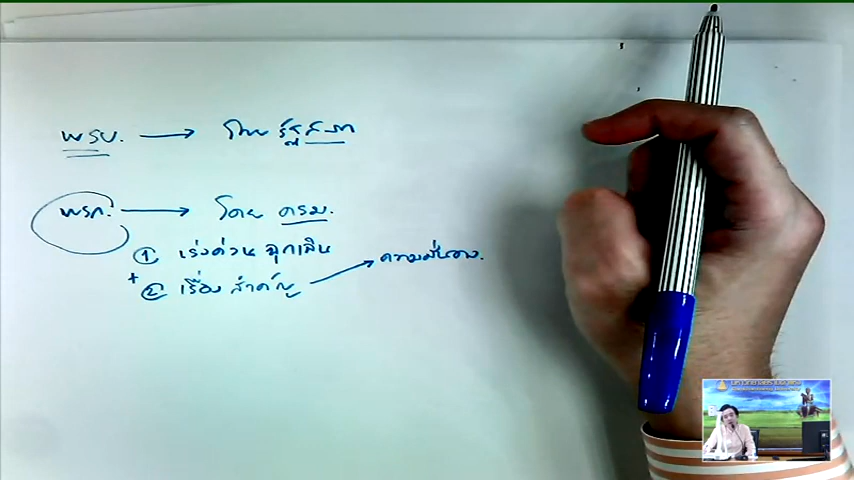 พรบ. → โดย รัฐสภา
พรก. → โดย ครม.
① เร่งด่วน ฉุกเฉิน
+ ② เรื่อง สำคัญ → ความมั่นคง.